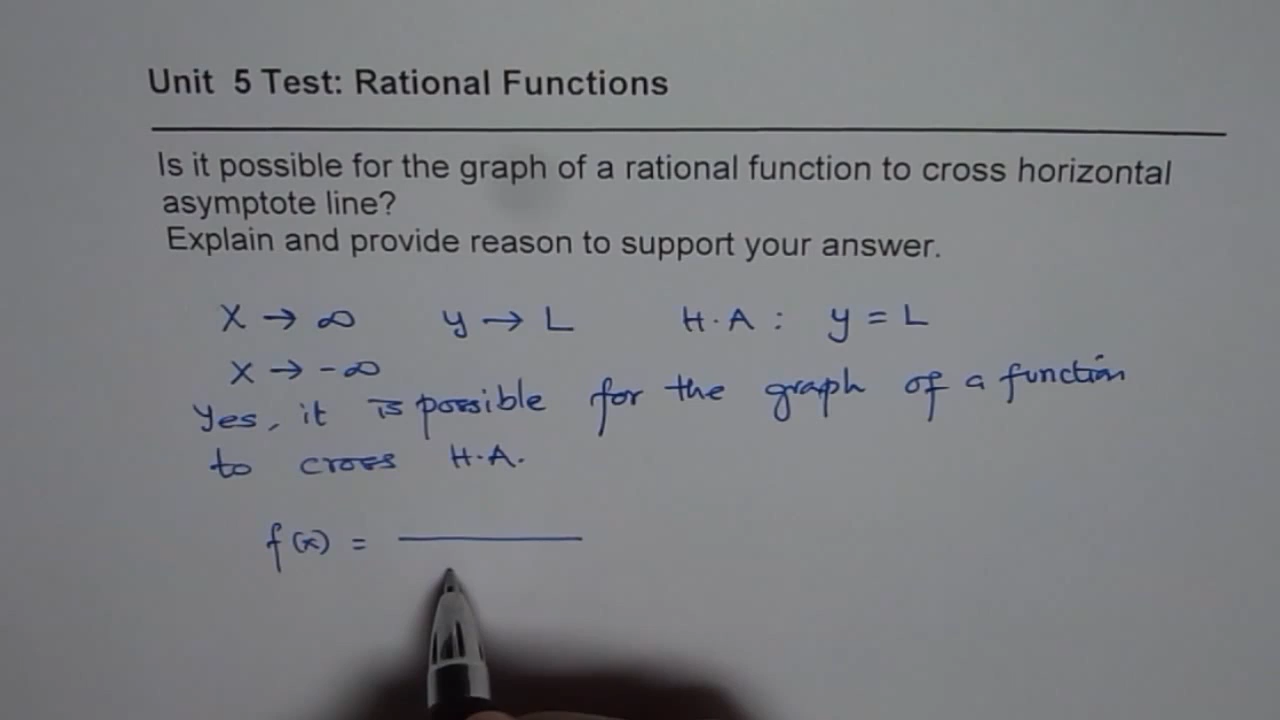 Unit 5 Test: Rational Functions
Is it possible for the graph of a rational function to cross horizontal
asymptote line?
Explain and provide reason to support your answer.
X → ∞ y → L H.A : y = L
X → -∞
Yes, it is possible for the graph of a function
to cross H.A.
f(x) =